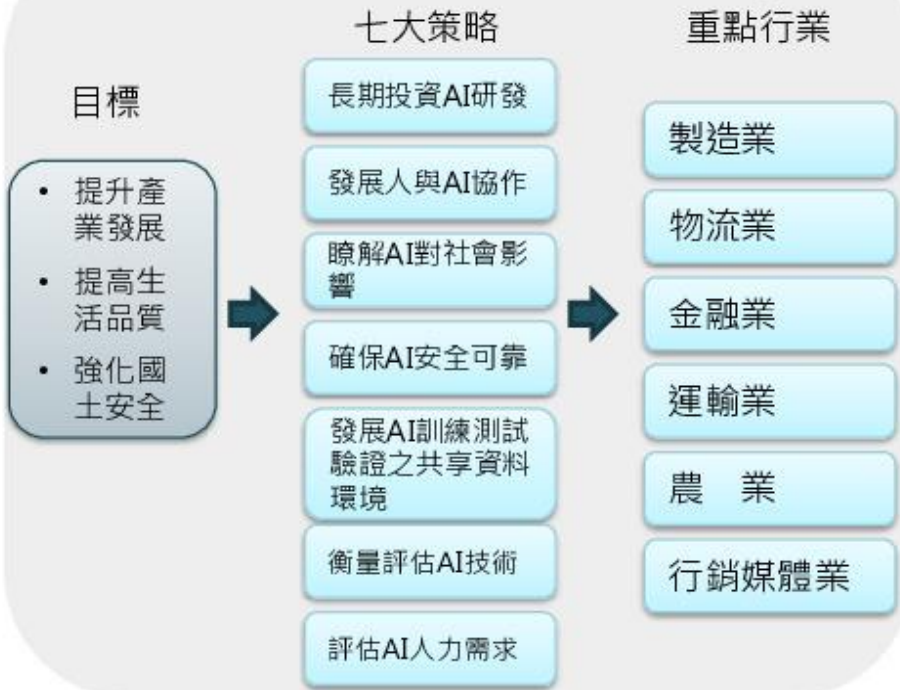 目標
• 提升產
業發展
• 提高生
活品質
• 強化國
土安全
七大策略
長期投資AI研發
發展人與AI協作
瞭解AI對社會影
響
確保AI安全可靠
發展AI訓練測試
驗證之共享資料
環境
衡量評估AI技術
評估AI人力需求
重點行業
製造業
物流業
金融業
運輸業
農　業
行銷媒體業